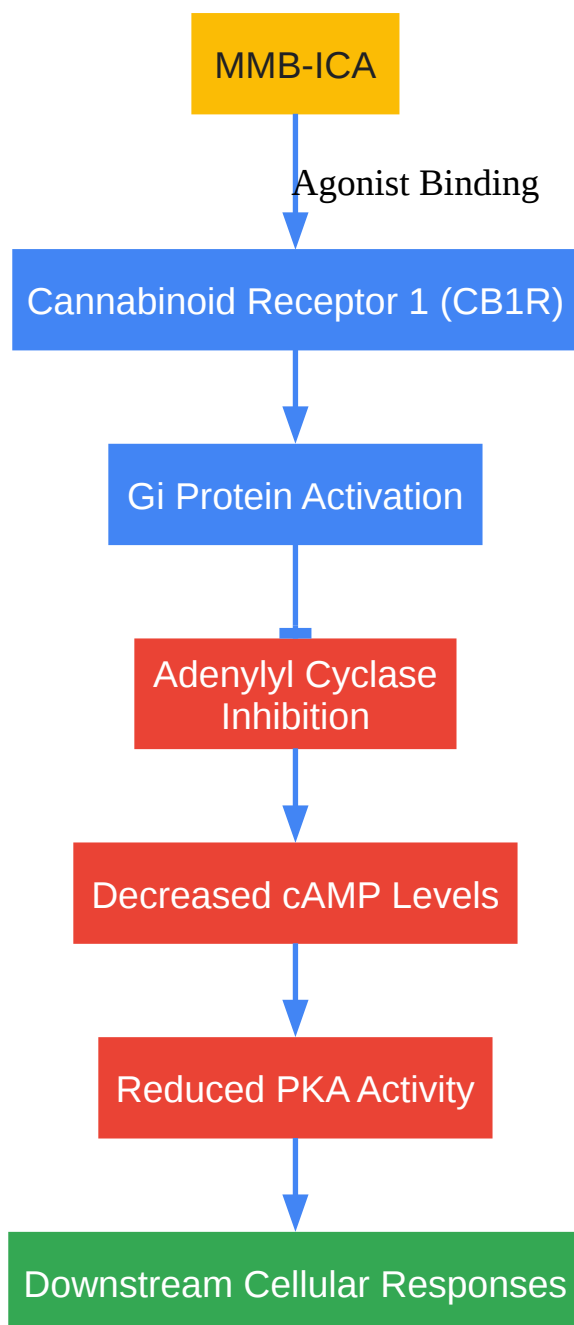 MMB-ICA
Agonist Binding
Cannabinoid Receptor 1 (CB1R)
Gi Protein Activation
Adenylyl Cyclase
Inhibition
Decreased cAMP Levels
Reduced PKA Activity
Downstream Cellular Responses